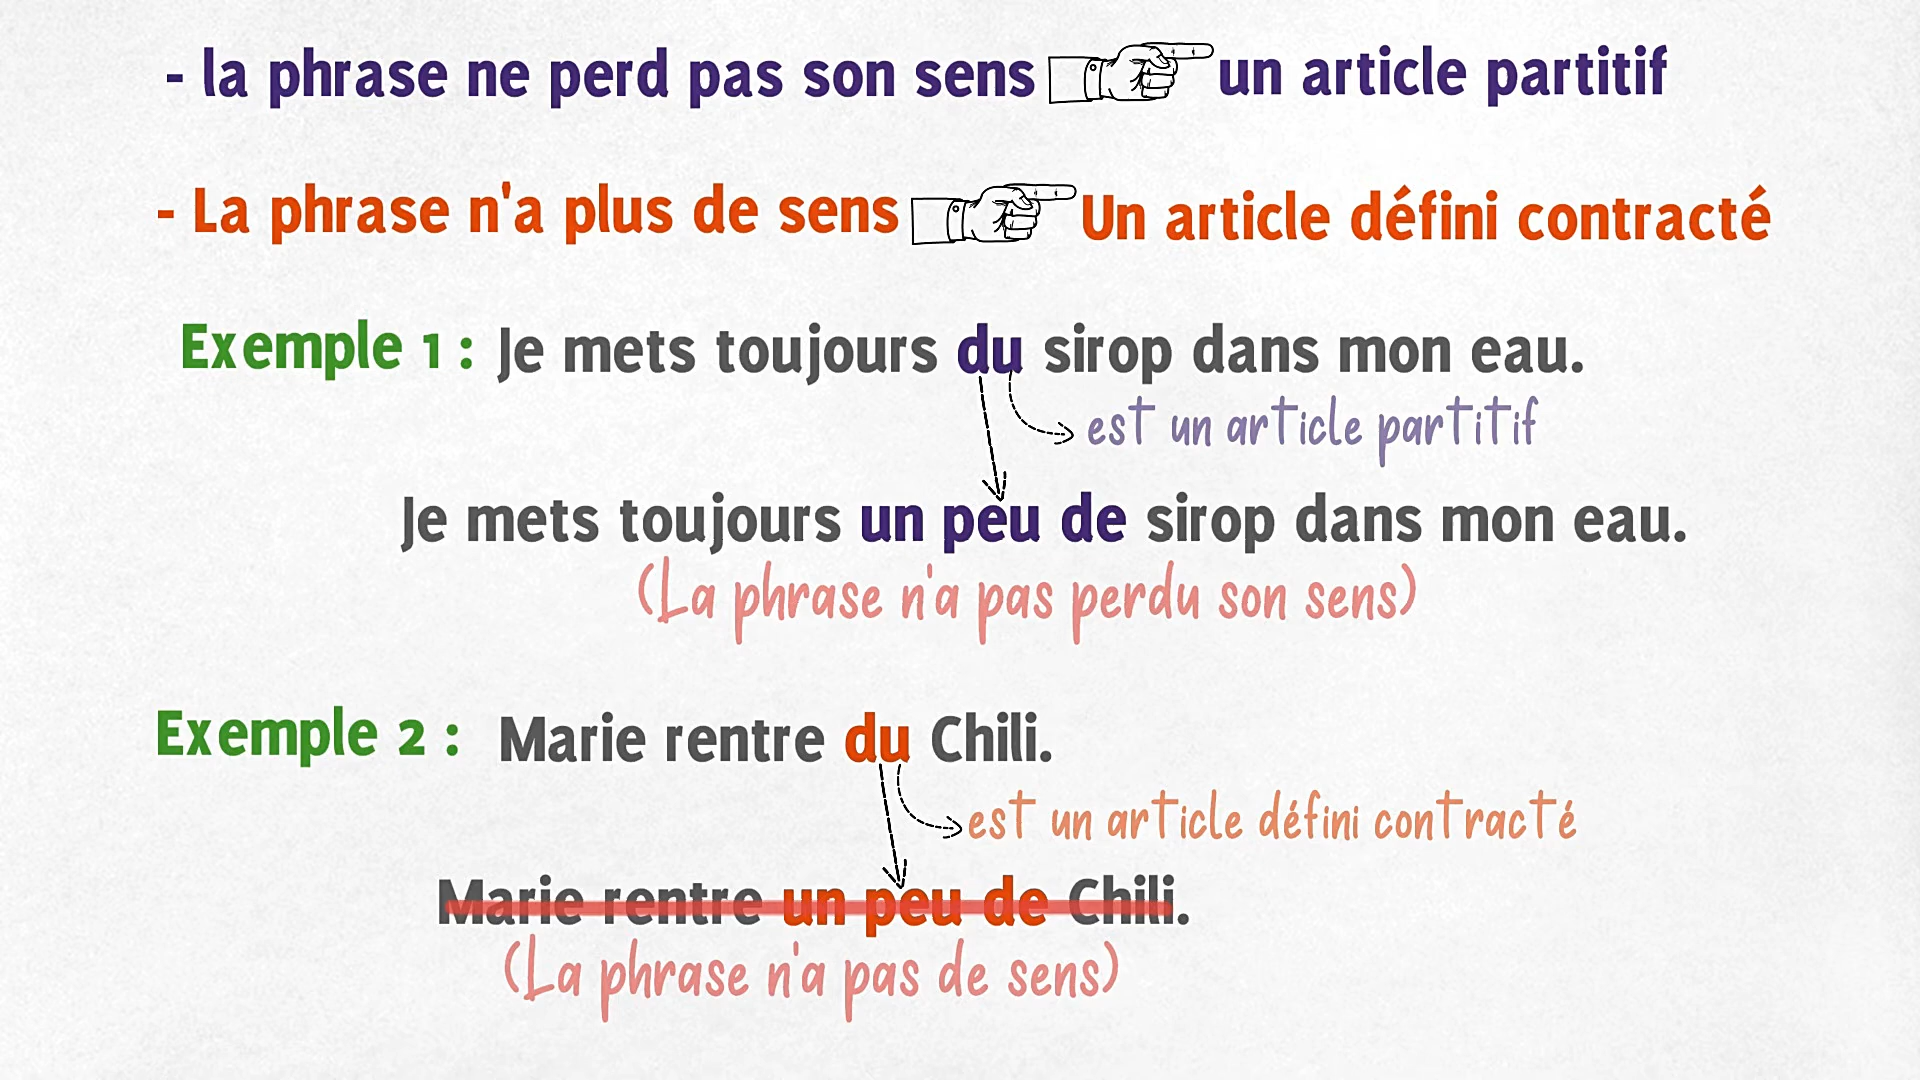 - la phrase ne perd pas son sens un article partitif
- La phrase n'a plus de sens Un article défini contracté
Exemple 1 : Je mets toujours du sirop dans mon eau.
est un article partitif
Je mets toujours un peu de sirop dans mon eau.
(La phrase n'a pas perdu son sens)
Exemple 2 : Marie rentre du Chili.
est un article défini contracté
Marie rentre un peu de Chili.
(La phrase n'a pas de sens)